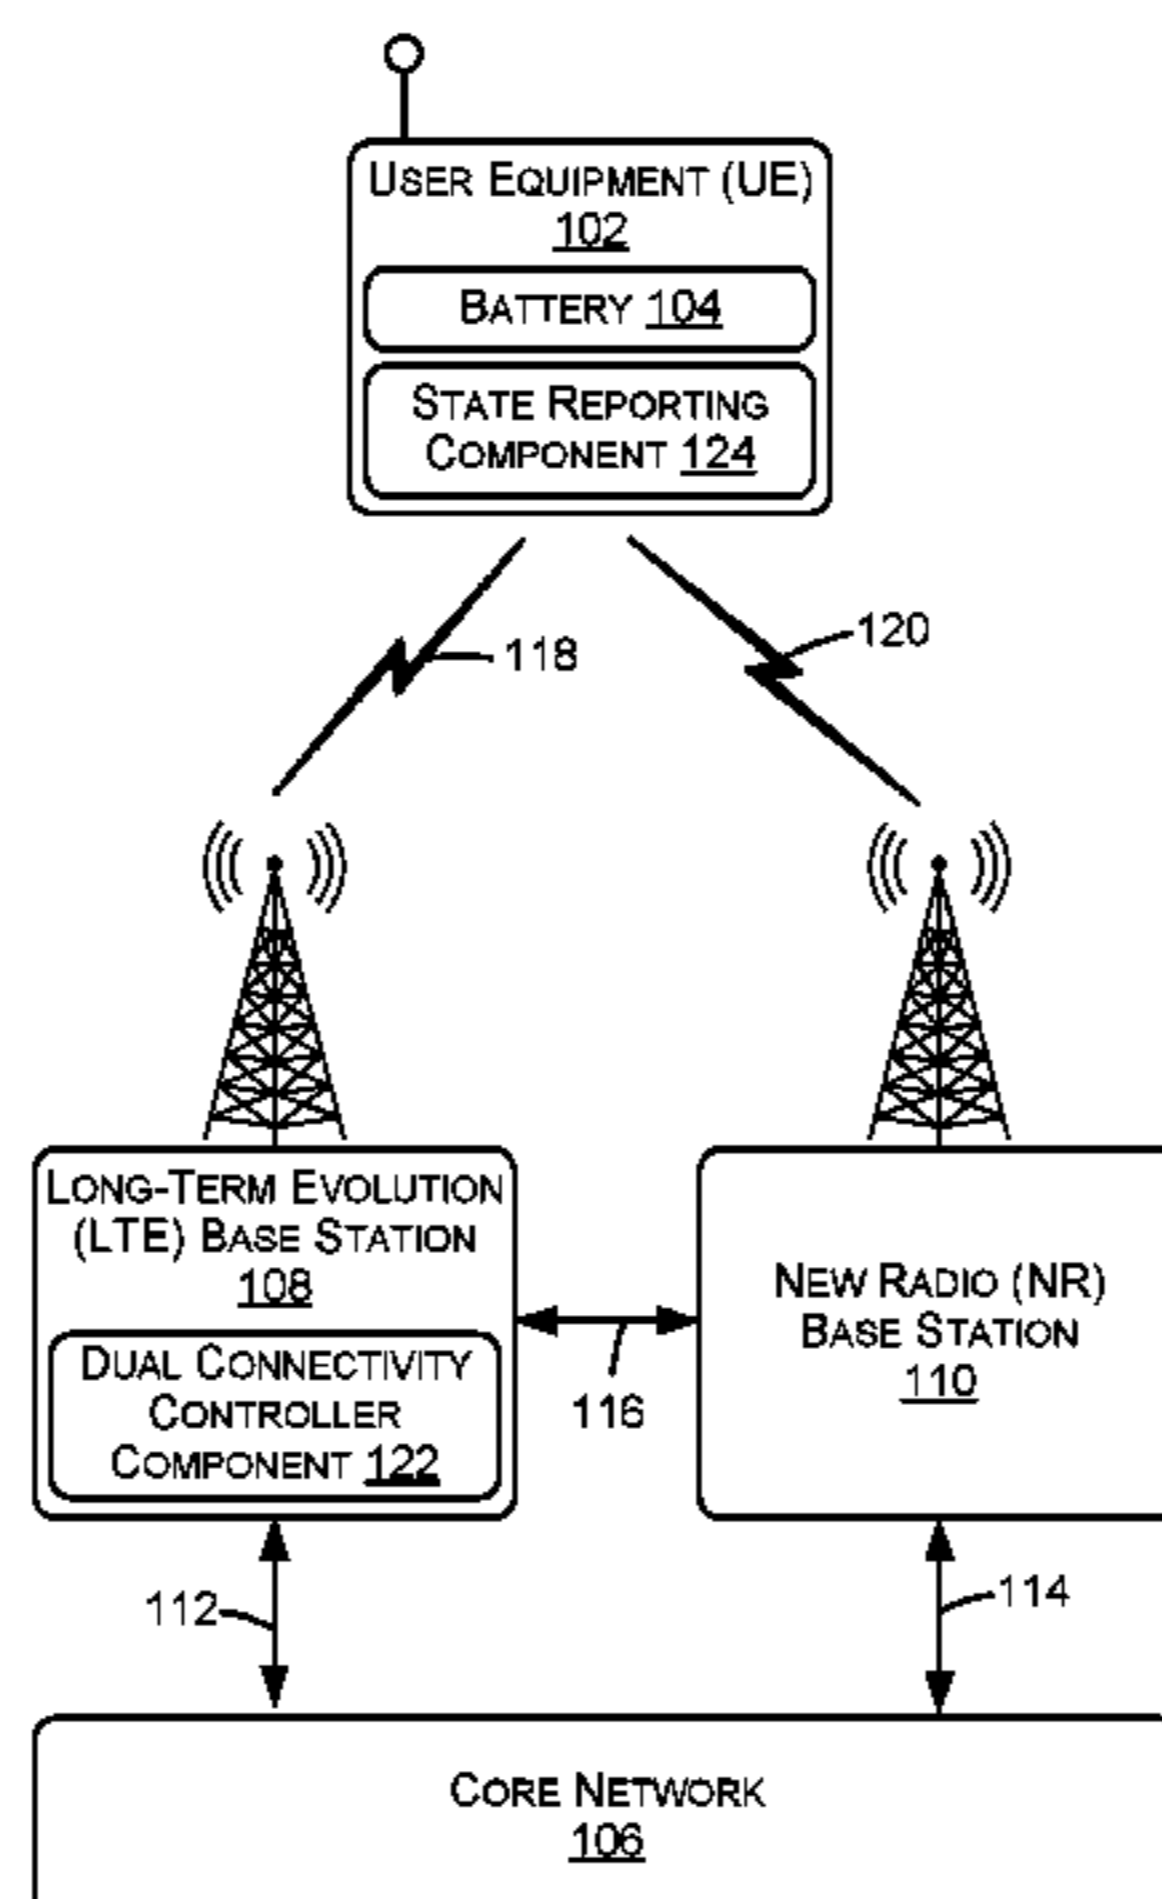 USER EQUIPMENT (UE)
102
BATTERY 104
STATE REPORTING
COMPONENT 124
118
120
LONG-TERM EVOLUTION
(LTE) BASE STATION
108
DUAL CONNECTIVITY
CONTROLLER
COMPONENT 122
116
NEW RADIO (NR)
BASE STATION
110
112
114
CORE NETWORK
106